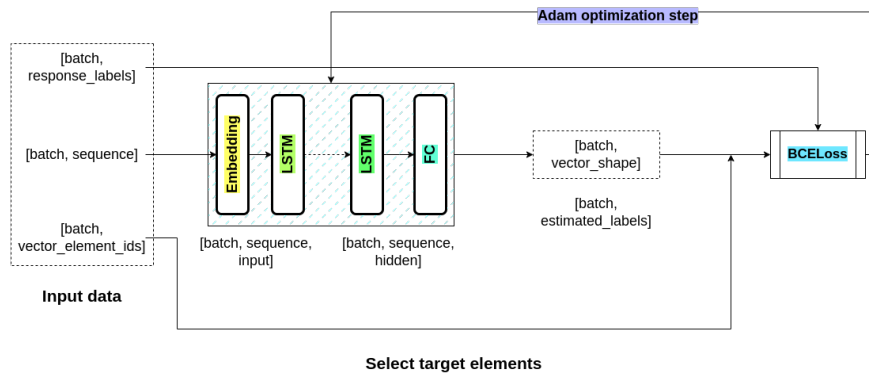 Adam optimization step
[batch,
response_labels]
[batch, sequence]
[batch,
vector_element_ids]
Input data
Embedding
LSTM
LSTM
FC
[batch, sequence,
input]
[batch, sequence,
hidden]
[batch,
vector_shape]
[batch,
estimated_labels]
BCELoss
Select target elements